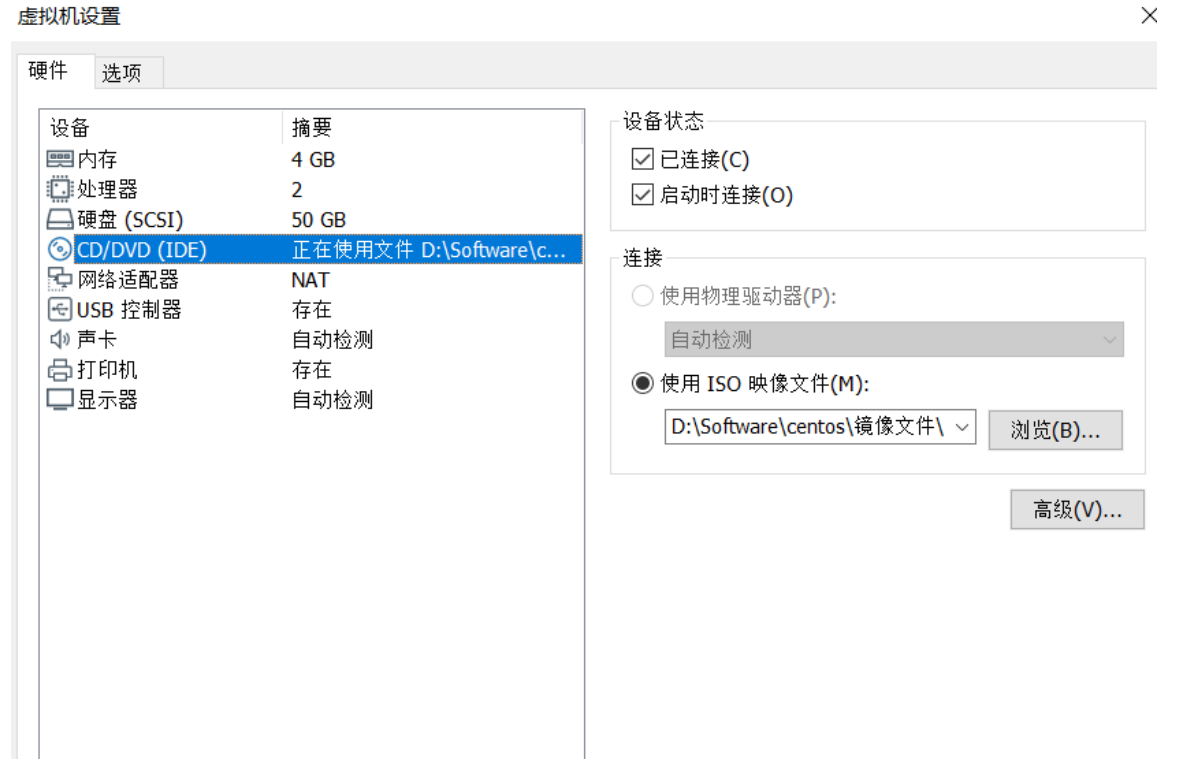 虚拟机设置
硬件 选项
设备 摘要
内存 4 GB
处理器 2
硬盘 (SCSI) 50 GB
CD/DVD (IDE) 正在使用文件 D:\Software\c...
网络适配器 NAT
USB 控制器 存在
声卡 自动检测
打印机 存在
显示器 自动检测
设备状态
已连接(C)
启动时连接(O)
连接
使用物理驱动器(P):
自动检测
使用 ISO 映像文件(M):
D:\Software\centos\镜像文件\ 浏览(B)...
高级(V)...